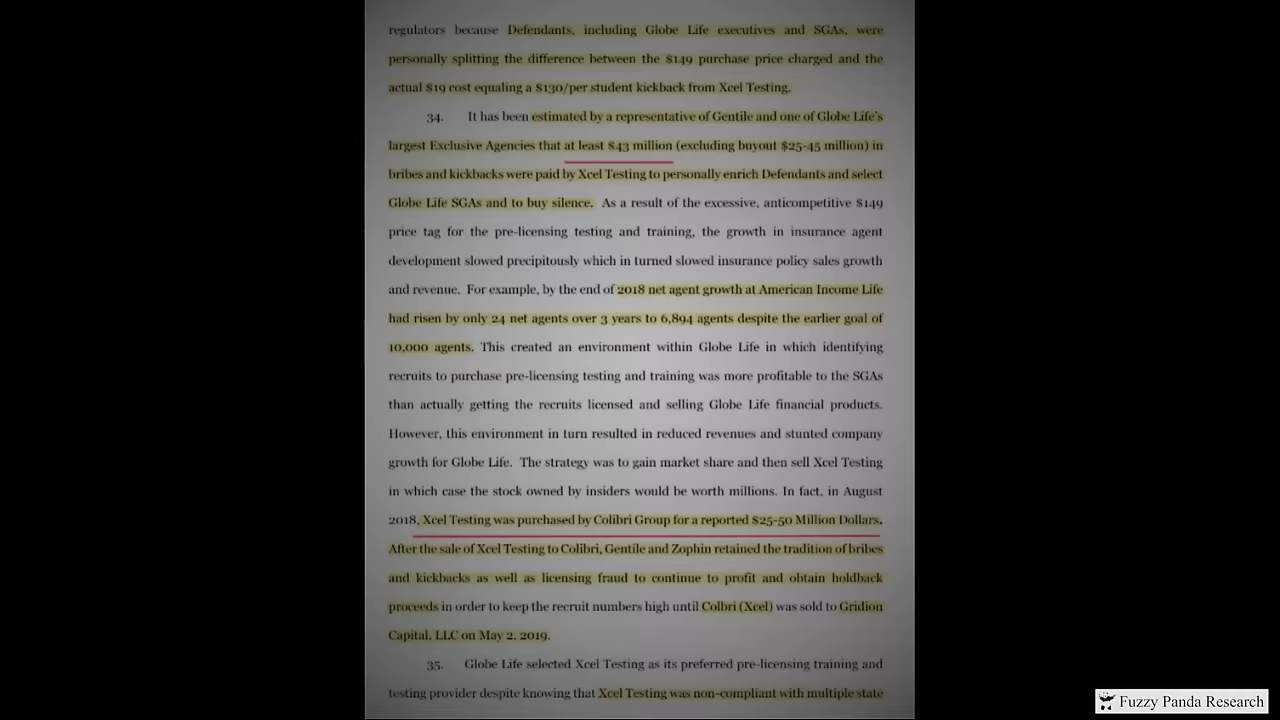 regulators because Defendants, including Globe Life executives and SGAs, were
personally splitting the difference between the $149 purchase price charged and the
actual $19 cost equaling a $130/per student kickback from Xcel Testing.
34. It has been estimated by a representative of Gentile and one of Globe Life's
largest Exclusive Agencies that at least $43 million (excluding buyout $25-45 million) in
bribes and kickbacks were paid by Xcel Testing to personally enrich Defendants and select
Globe Life SGAs and to buy silence. As a result of the excessive, anticompetitive $149
price tag for the pre-licensing testing and training, the growth in insurance agent
development slowed precipitously which in turned slowed insurance policy sales growth
and revenue. For example, by the end of 2018 net agent growth at American Income Life
had risen by only 24 net agents over 3 years to 6,894 agents despite the earlier goal of
10,000 agents. This created an environment within Globe Life in which identifying
recruits to purchase pre-licensing testing and training was more profitable to the SGAs
than actually getting the recruits licensed and selling Globe Life financial products.
However, this environment in turn resulted in reduced revenues and stunted company
growth for Globe Life. The strategy was to gain market share and then sell Xcel Testing
in which case the stock owned by insiders would be worth millions. In fact, in August
2018, Xcel Testing was purchased by Colibri Group for a reported $25-50 Million Dollars.
After the sale of Xcel Testing to Colibri, Gentile and Zophin retained the tradition of bribes
and kickbacks as well as licensing fraud to continue to profit and obtain holdback
proceeds in order to keep the recruit numbers high until Colbri (Xcel) was sold to Gridion
Capital, LLC on May 2, 2019.
35. Globe Life selected Xcel Testing as its preferred pre-licensing training and
testing provider despite knowing that Xcel Testing was non-compliant with multiple state
Fuzzy Panda Research